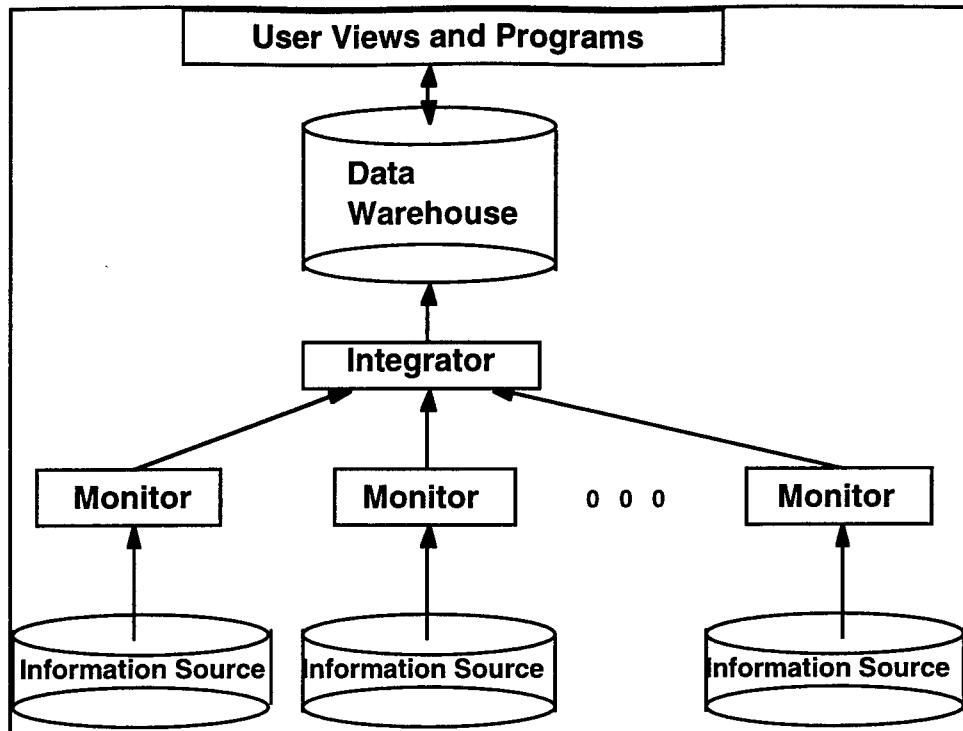 User Views and Programs
Data
Warehouse
Integrator
Monitor
Monitor
0 0 0
Monitor
Information Source
Information Source
Information Source